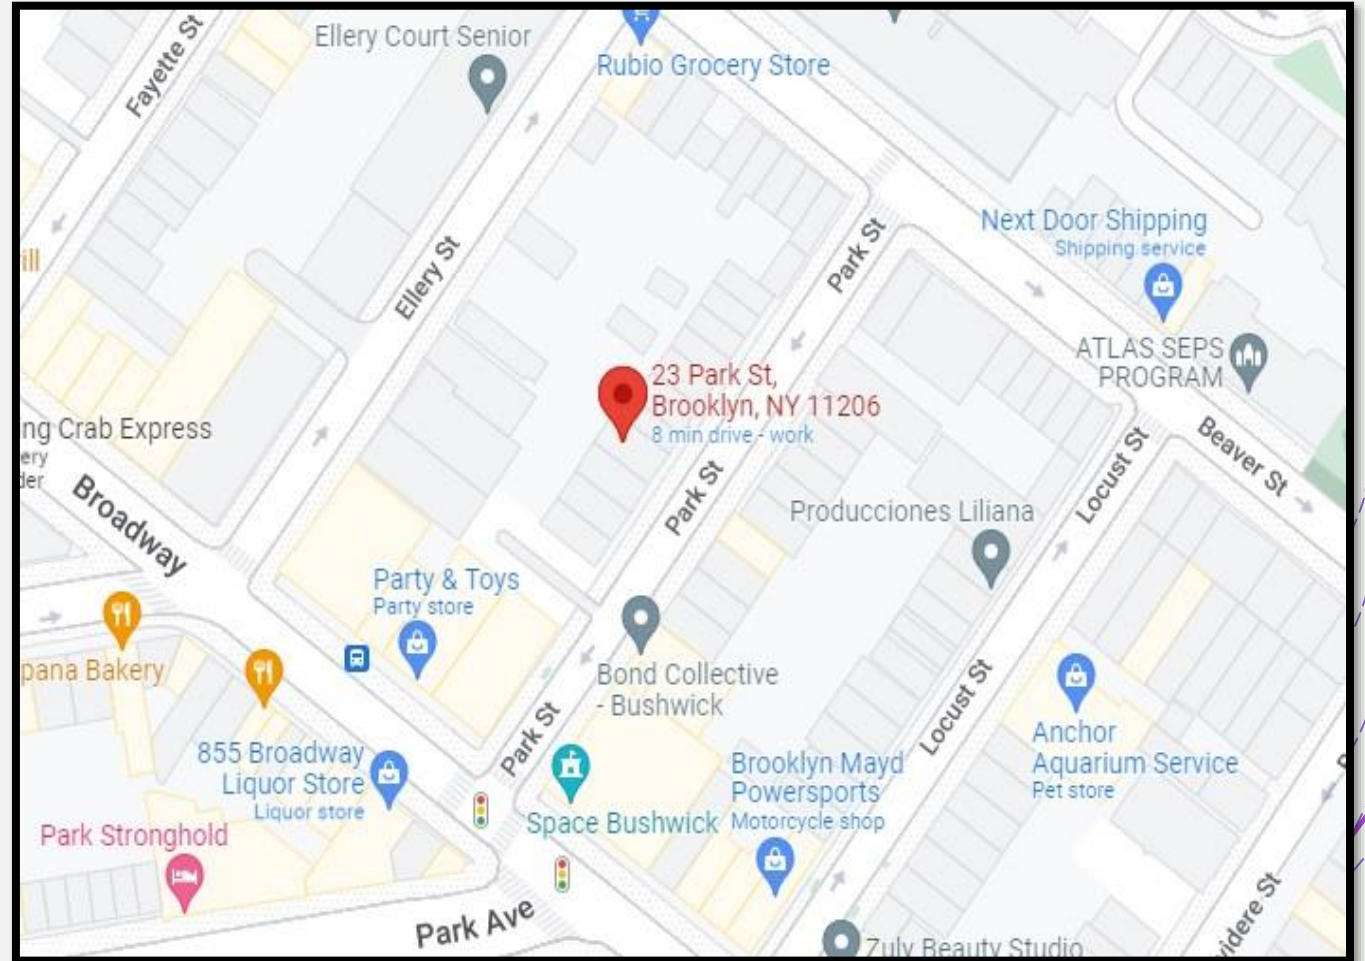 Fayette St
Ellery Court Senior
Rubio Grocery Store
Next Door Shipping
Shipping service
Park St
ill
Ellery St
ATLAS SEPS
PROGRAM
23 Park St,
Brooklyn, NY 11206
8 min drive - work
ng Crab Express
ery
der
Beaver St
Locust St
Park St
Broadway
Producciones Liliana
Party & Toys
Party store
pana Bakery
Bond Collective
- Bushwick
Locust St
Park St
Anchor
Aquarium Service
Pet store
855 Broadway
Liquor Store
Liquor store
Brooklyn Mayd
Powersports
Motorcycle shop
Space Bushwick
Park Stronghold
Park Ave
videre St
Zuly Beauty Studio